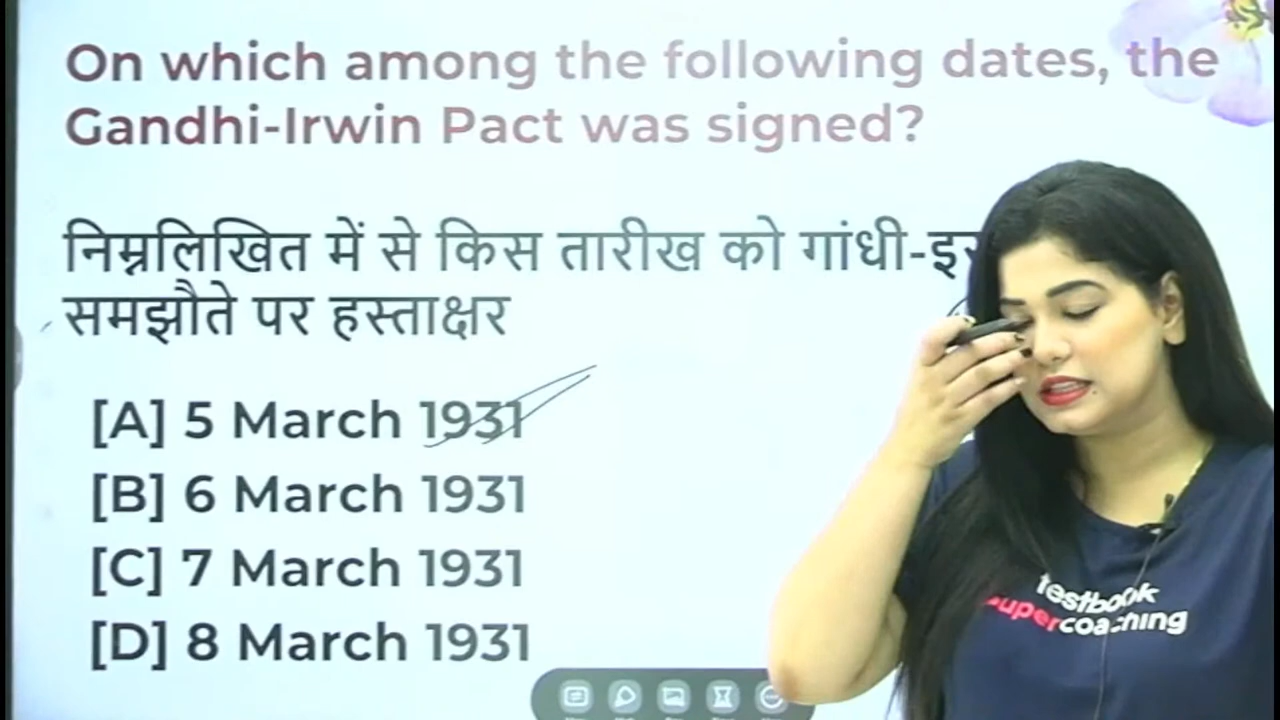 On which among the following dates, the
Gandhi-Irwin Pact was signed?
निम्नलिखित में से किस तारीख को गांधी-
समझौते पर हस्ताक्षर
[A] 5 March 1931
[B] 6 March 1931
[C] 7 March 1931
[D] 8 March 1931
testbook
supercoaching